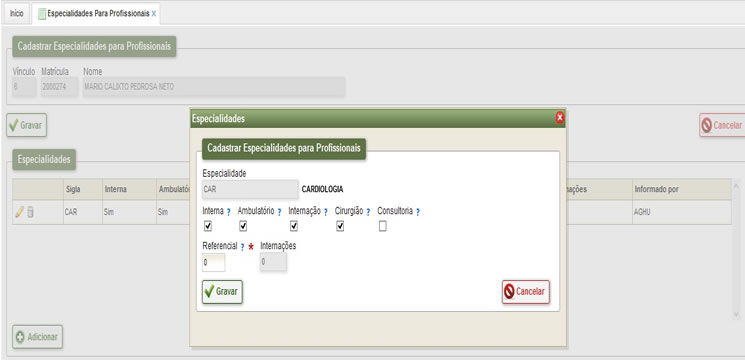 Início Especialidades Para Profissionais X
Cadastrar Especialidades para Profissionais
Vínculo Matrícula Nome
6 2000274 MARIO CALIXTO PEDROSA NETO
Gravar Cancelar
Especialidades
Sigla Interna Ambulató nações Informado por
CAR Sim Sim AGHU
Adicionar
Especialidades
Cadastrar Especialidades para Profissionais
Especialidade
CAR CARDIOLOGIA
Interna ? Ambulatório ? Internação ? Cirurgião ? Consultoria ?
Referencial ? * Internações
0 0
Gravar Cancelar